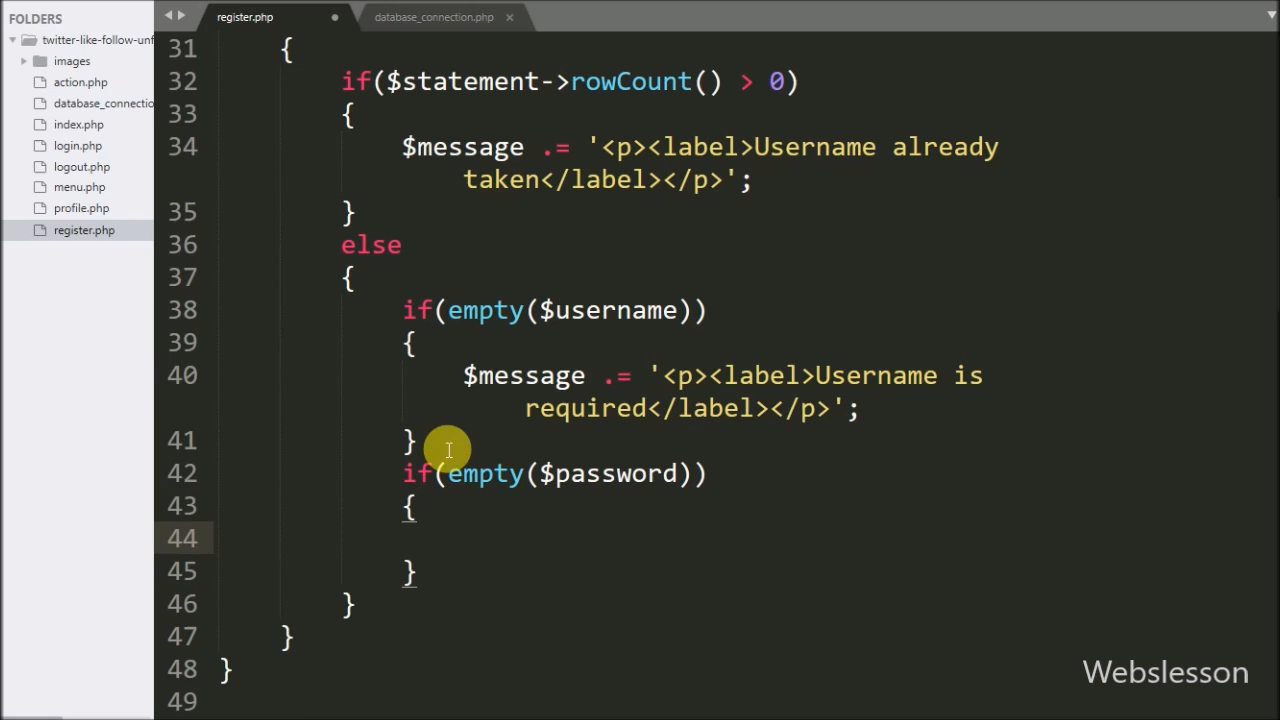 FOLDERS
twitter-like-follow-unf
images
action.php
database_connectio
index.php
login.php
logout.php
menu.php
profile.php
register.php
register.php
database_connection.php
31 {
32 if($statement->rowCount() > 0)
33 {
34 $message .= '<p><label>Username already
taken</label></p>';
35 }
36 else
37 {
38 if(empty($username))
39 {
40 $message .= '<p><label>Username is
required</label></p>';
41 }
42 if(empty($password))
43 {
44
45 }
46 }
47 }
48 }
49
Webslesson